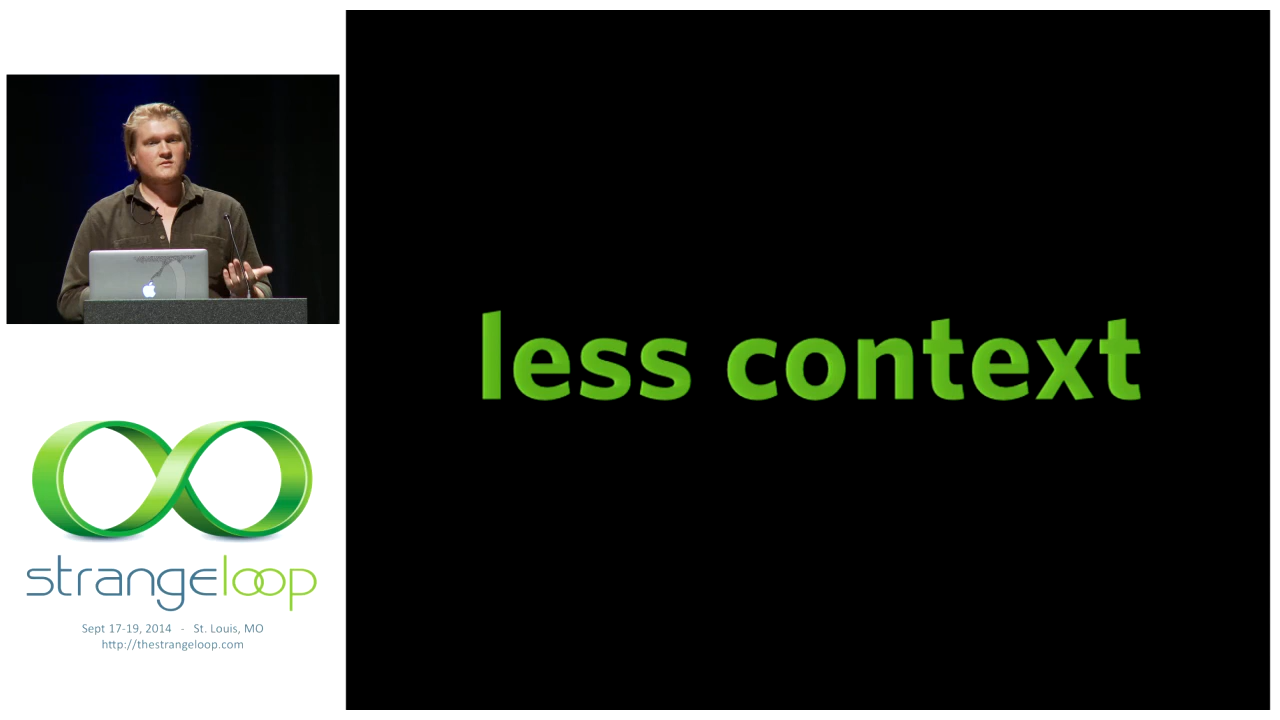 less context
strangeloop
Sept 17-19, 2014 - St. Louis, MO
http://thestrangeloop.com